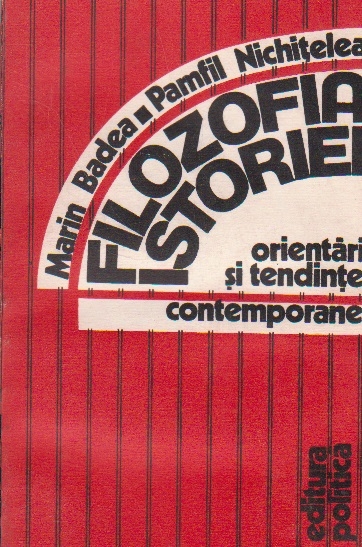 Marin Badea ▪ Pamfil Nichițelea
FILOZOFIA
ISTORIEI
orientări
și tendințe
contemporane
editura
politică